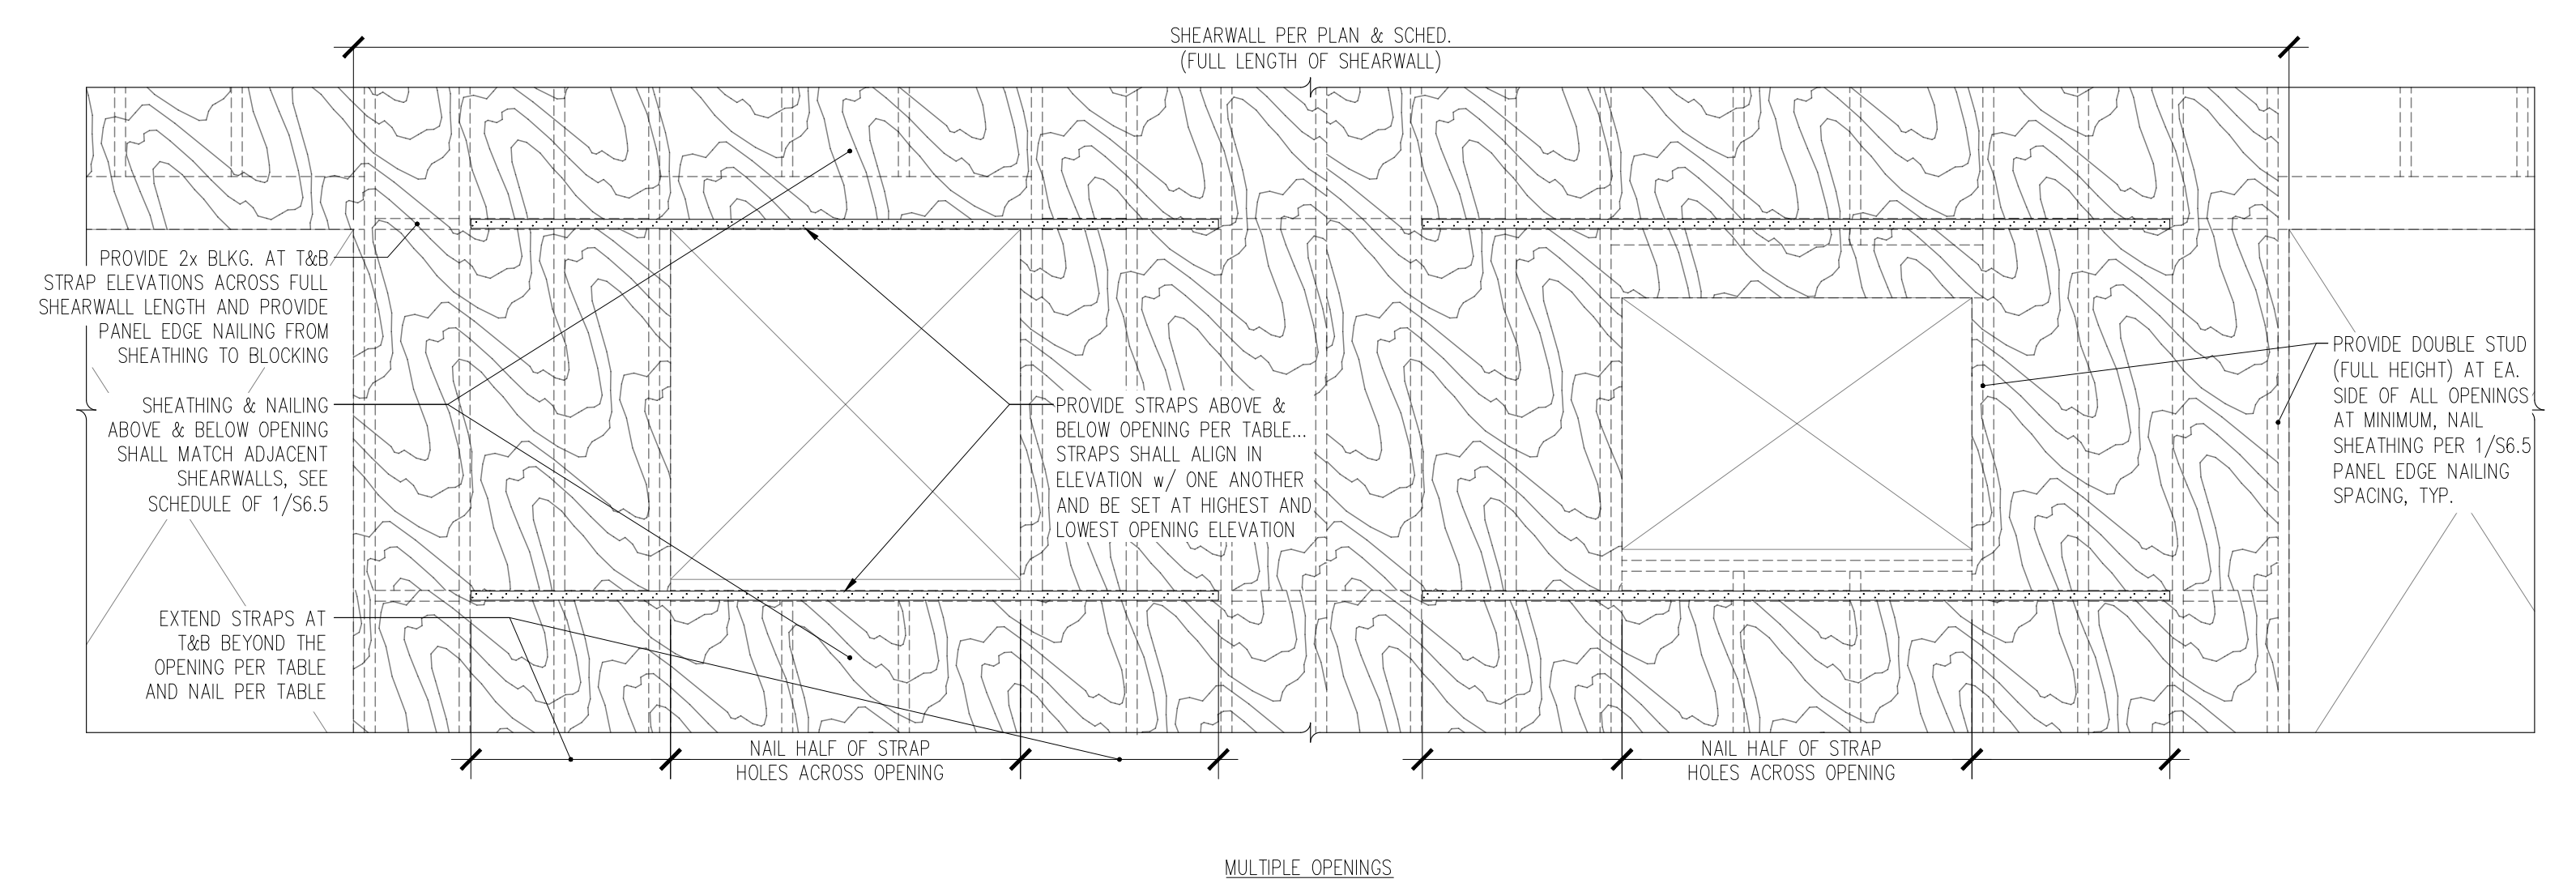 SHEARWALL PER PLAN & SCHED.
(FULL LENGTH OF SHEARWALL)
PROVIDE 2x BLKG. AT T&B
STRAP ELEVATIONS ACROSS FULL
SHEARWALL LENGTH AND PROVIDE
PANEL EDGE NAILING FROM
SHEATHING TO BLOCKING
SHEATHING & NAILING
ABOVE & BELOW OPENING
SHALL MATCH ADJACENT
SHEARWALLS, SEE
SCHEDULE OF 1/S6.5
EXTEND STRAPS AT
T&B BEYOND THE
OPENING PER TABLE
AND NAIL PER TABLE
PROVIDE STRAPS ABOVE &
BELOW OPENING PER TABLE...
STRAPS SHALL ALIGN IN
ELEVATION w/ ONE ANOTHER
AND BE SET AT HIGHEST AND
LOWEST OPENING ELEVATION
PROVIDE DOUBLE STUD
(FULL HEIGHT) AT EA.
SIDE OF ALL OPENINGS
AT MINIMUM, NAIL
SHEATHING PER 1/S6.5
PANEL EDGE NAILING
SPACING, TYP.
NAIL HALF OF STRAP
HOLES ACROSS OPENING
NAIL HALF OF STRAP
HOLES ACROSS OPENING
MULTIPLE OPENINGS